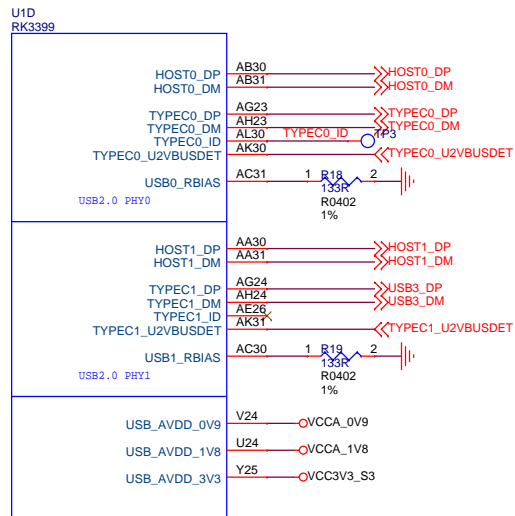 U1D
RK3399
HOST0_DP AB30 HOST0_DP
HOST0_DM AB31 HOST0_DM
TYPEC0_DP AG23 TYPEC0_DP
TYPEC0_DM AH23 TYPEC0_DM
TYPEC0_ID AL30 TYPEC0_ID TP3
TYPEC0_U2VBUSDET AK30 TYPEC0_U2VBUSDET
USB0_RBIAS AC31 1 R18 2
133R
USB2.0 PHY0 R0402
1%
HOST1_DP AA30 HOST1_DP
HOST1_DM AA31 HOST1_DM
TYPEC1_DP AG24 USB3_DP
TYPEC1_DM AH24 USB3_DM
TYPEC1_ID AE26
TYPEC1_U2VBUSDET AK31 TYPEC1_U2VBUSDET
USB1_RBIAS AC30 1 R19 2
133R
USB2.0 PHY1 R0402
1%
USB_AVDD_0V9 V24 VCCA_0V9
USB_AVDD_1V8 U24 VCCA_1V8
USB_AVDD_3V3 Y25 VCC3V3_S3